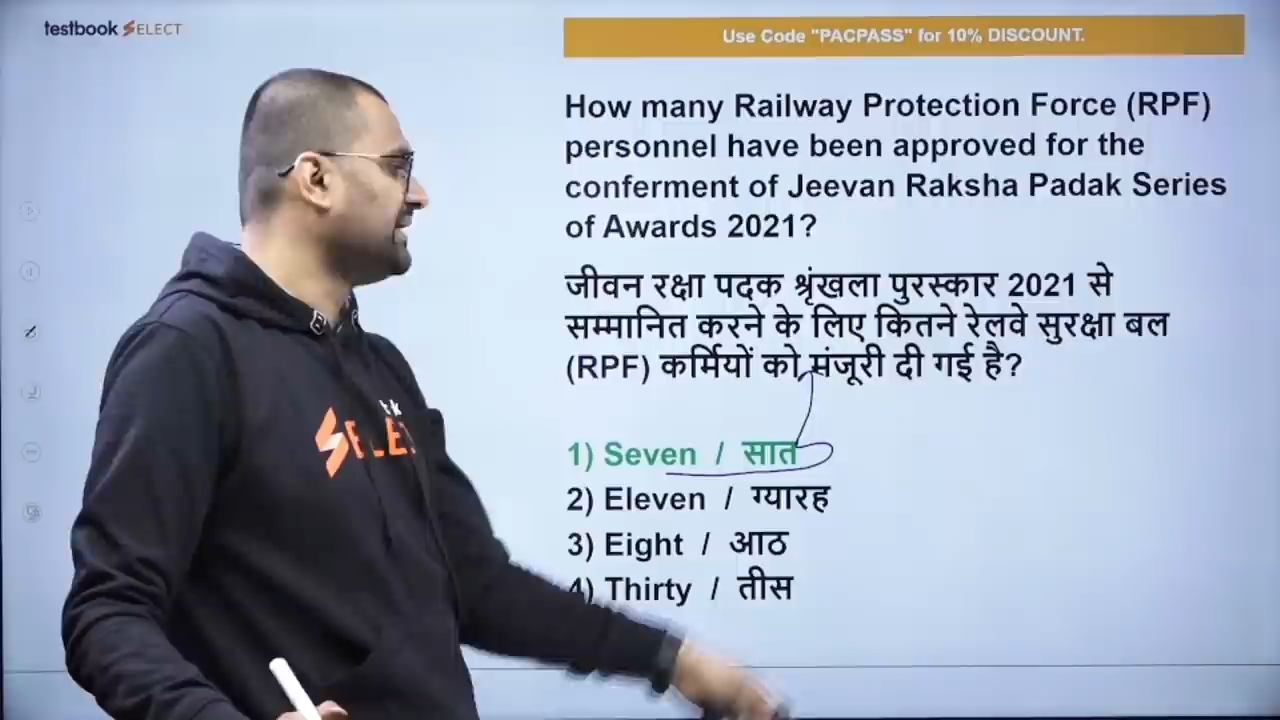 testbook SELECT
Use Code "PACPASS" for 10% DISCOUNT.
How many Railway Protection Force (RPF)
personnel have been approved for the
conferment of Jeevan Raksha Padak Series
of Awards 2021?
जीवन रक्षा पदक श्रृंखला पुरस्कार 2021 से
सम्मानित करने के लिए कितने रेलवे सुरक्षा बल
(RPF) कर्मियों को मंजूरी दी गई है?
1) Seven / सात
2) Eleven / ग्यारह
3) Eight / आठ
4) Thirty / तीस